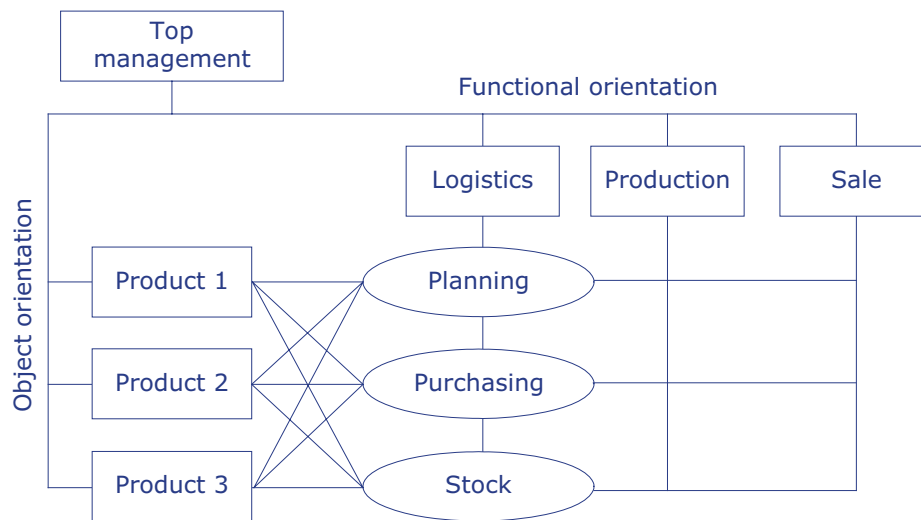 Top
management
Functional orientation
Logistics
Production
Sale
Object orientation
Product 1
Planning
Product 2
Purchasing
Product 3
Stock